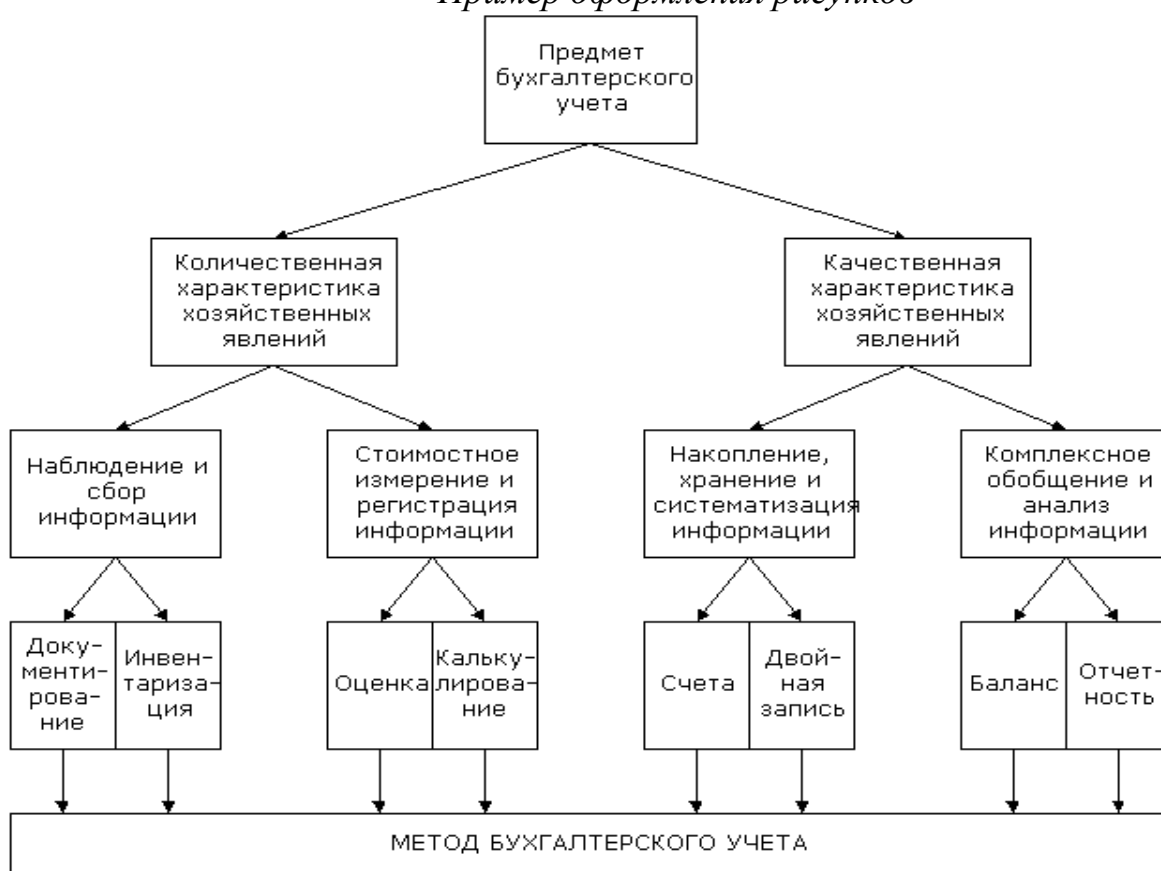 Пример оформления рисунков
Предмет
бухгалтерского
учета
Количественная
характеристика
хозяйственных
явлений
Качественная
характеристика
хозяйственных
явлений
Наблюдение и
сбор
информации
Стоимостное
измерение и
регистрация
информации
Накопление,
хранение и
систематизация
информации
Комплексное
обобщение и
анализ
информации
Доку-
менти-
рова-
ние
Инвен-
тариза-
ция
Оценка
Кальку-
лирова-
ние
Счета
Двой-
ная
запись
Баланс
Отчет-
ность
МЕТОД БУХГАЛТЕРСКОГО УЧЕТА